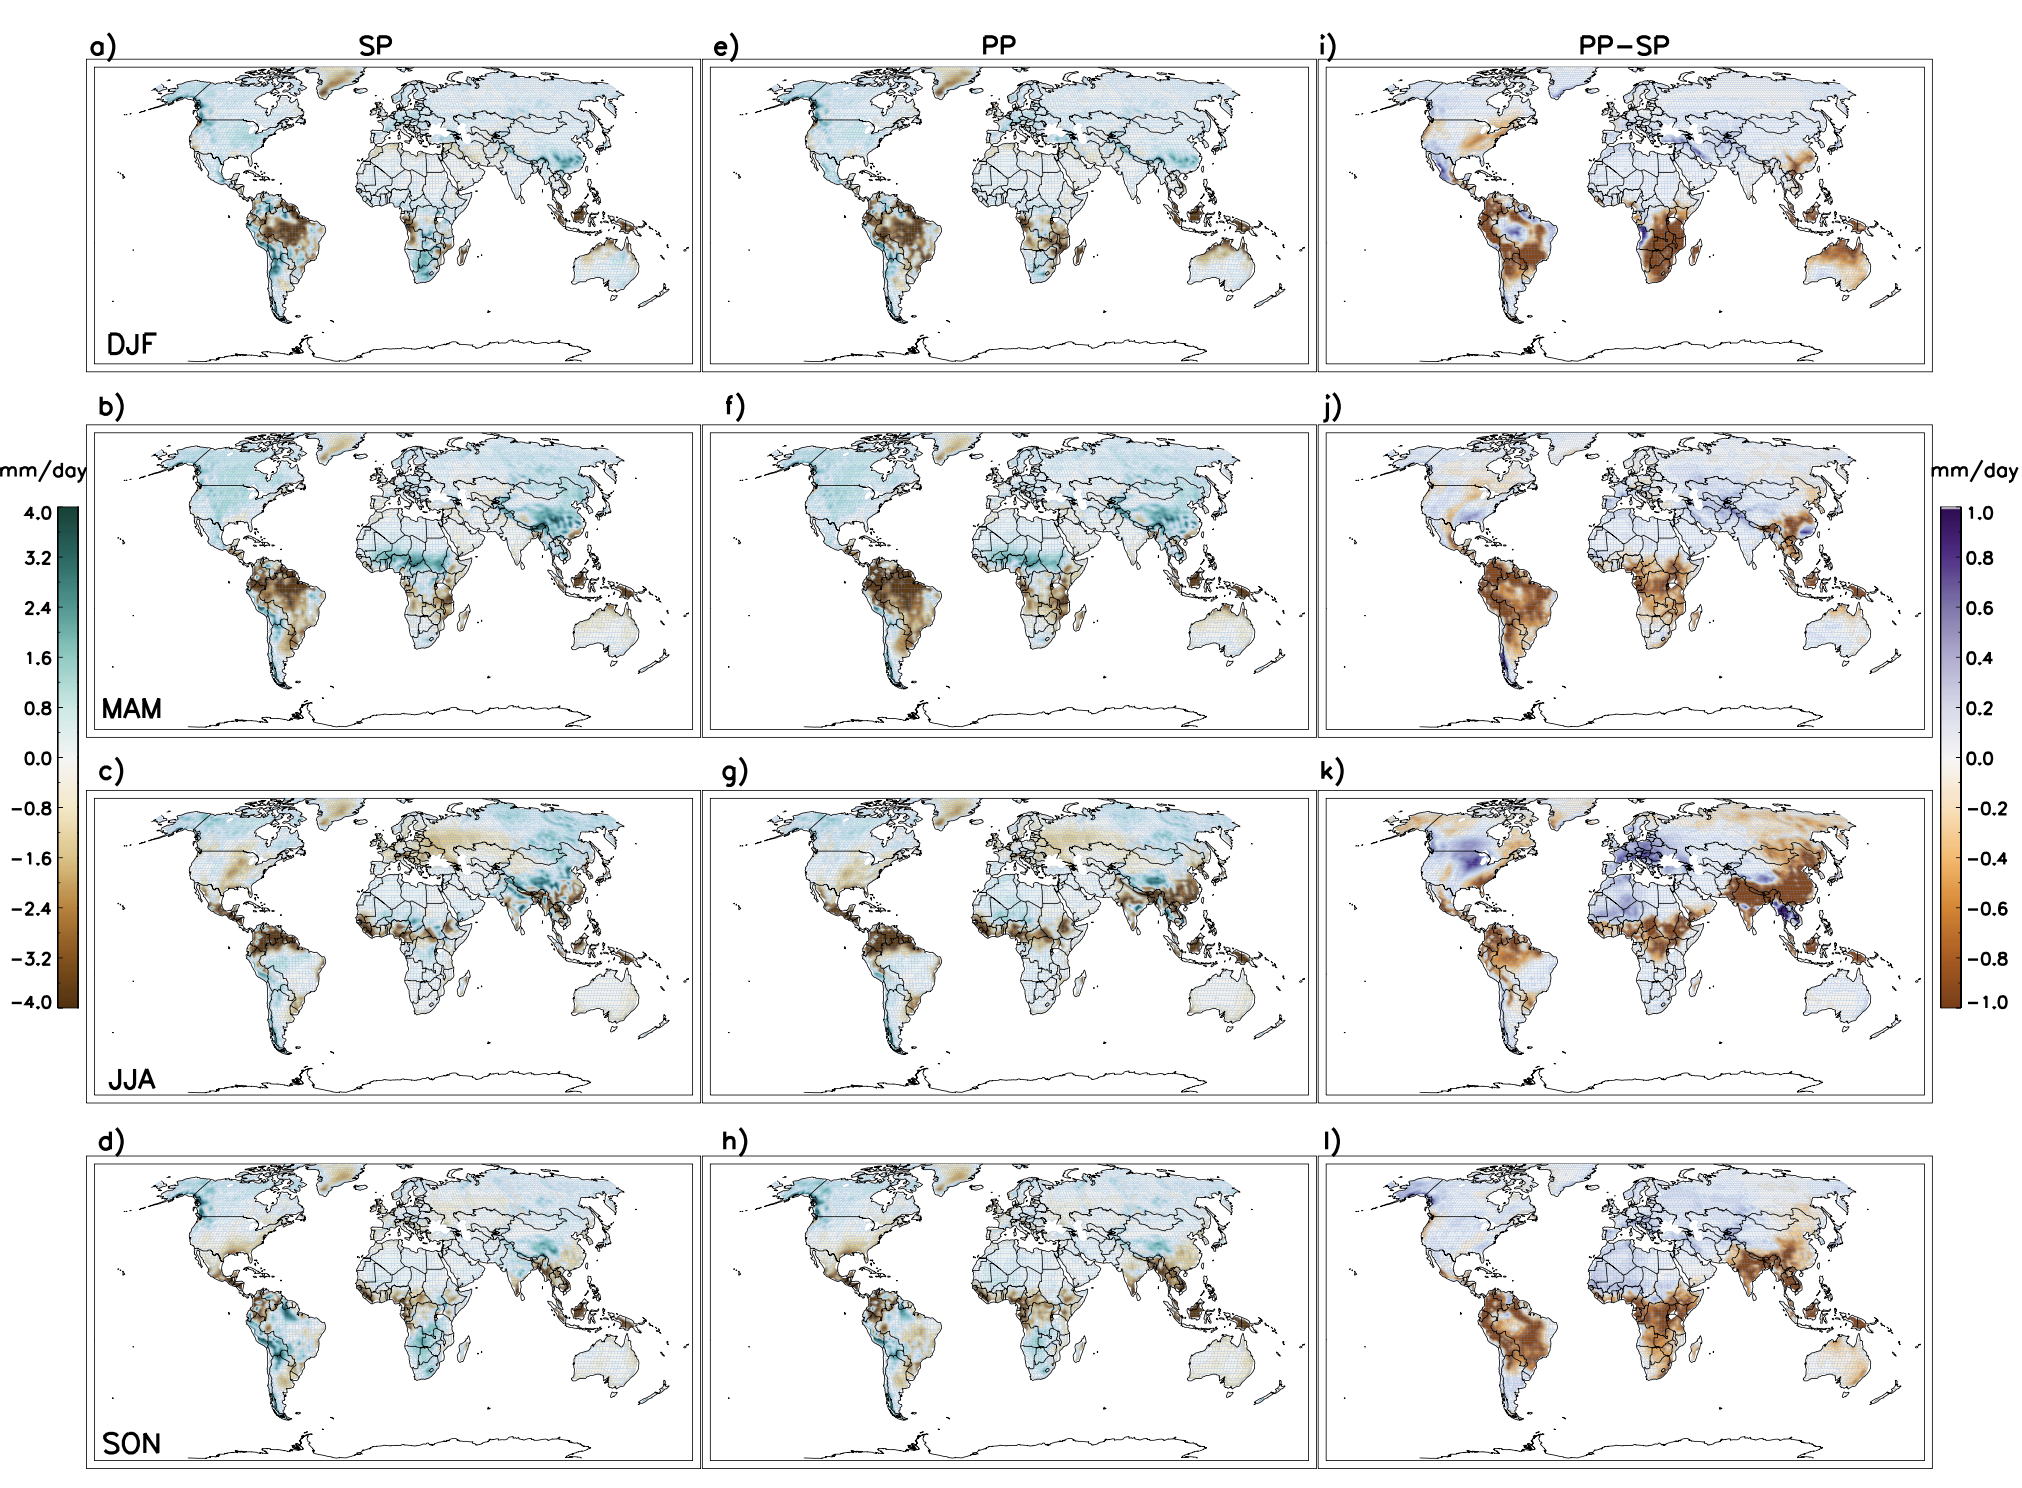 a) SP e) PP i) PP-SP
DJF
b) f) j)
mm/day mm/day
4.0 1.0
3.2 0.8
2.4 0.6
1.6 0.4
0.8 0.2
0.0 0.0
-0.8 -0.2
-1.6 -0.4
-2.4 -0.6
-3.2 -0.8
-4.0 -1.0
MAM
c) g) k)
JJA
d) h) l)
SON